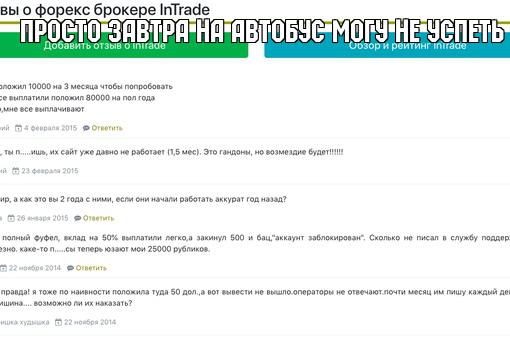 вы о форекс брокере InTrade
ПРОСТО ЗАВТРА НА АВТОБУС МОГУ НЕ УСПЕТЬ
Добавить отзыв о InTrade
Обзор и рейтинг InTrade
оложил 10000 на 3 месяца чтобы попробовать
се выплатили положил 80000 на пол года
о,мне все выплачивают
ий 4 февраля 2015 Ответить
, ты п.....ишь, их сайт уже давно не работает (1,5 мес). Это гандоны, но возмездие будет!!!!!!
ий 23 февраля 2015
ир, а как это вы 2 года с ними, если они начали работать аккурат год назад?
а 26 января 2015 Ответить
полный фуфел, вклад на 50% выплатили легко,а закинул 500 и бац,"аккаунт заблокирован". Сколько не писал в службу поддер
езно. каке-то п.....сы теперь юзают мои 25000 рубликов.
22 ноября 2014 Ответить
правда! я тоже по наивности положила туда 50 дол.,а вот вывести не вышло.операторы не отвечают.почти месяц им пишу каждый де
ишина.... возможно ли их наказать?
ишка худышка 22 ноября 2014